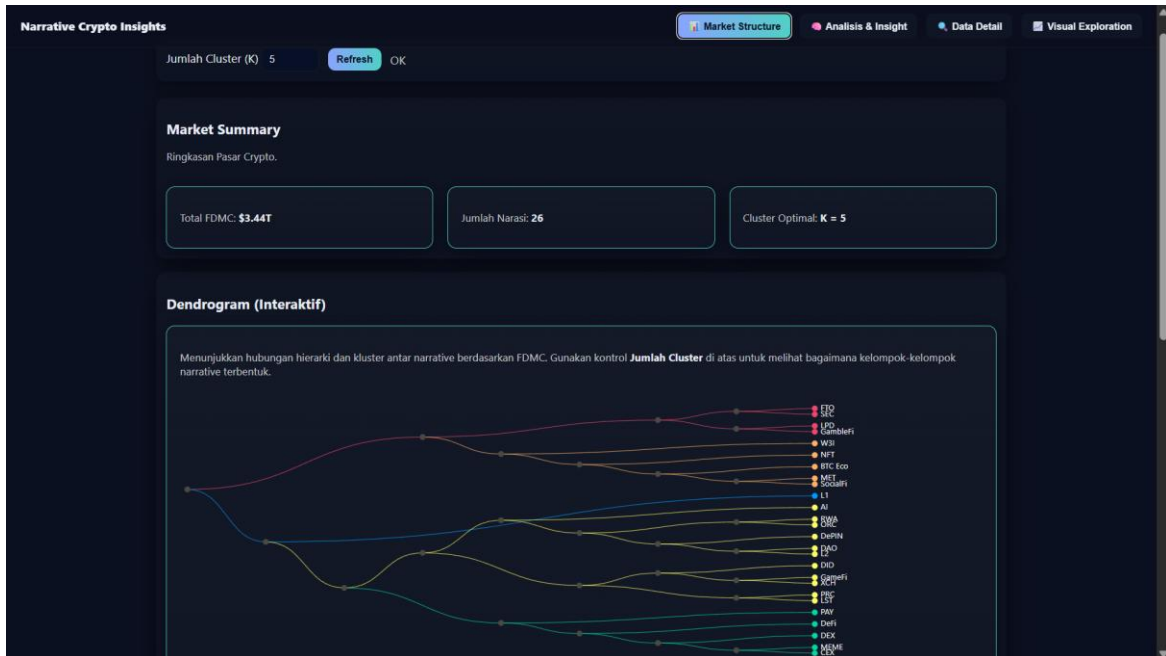 Narrative Crypto Insights
📊 Market Structure
🧠 Analisis & Insight
🔍 Data Detail
📈 Visual Exploration
Jumlah Cluster (K) 5 Refresh OK
Market Summary
Ringkasan Pasar Crypto.
Total FDMC: $3.44T
Jumlah Narasi: 26
Cluster Optimal: K = 5
Dendrogram (Interaktif)
Menunjukkan hubungan hierarki dan kluster antar narrative berdasarkan FDMC. Gunakan kontrol Jumlah Cluster di atas untuk melihat bagaimana kelompok-kelompok
narrative terbentuk.
FTO
SEC
LPD
GambleFi
W3I
NFT
BTC Eco
MET
SocialFi
L1
AI
RWA
ORC
DePIN
DAO
L2
DID
GameFi
XCH
PRC
LST
PAY
DeFi
DEX
MEME
CEX